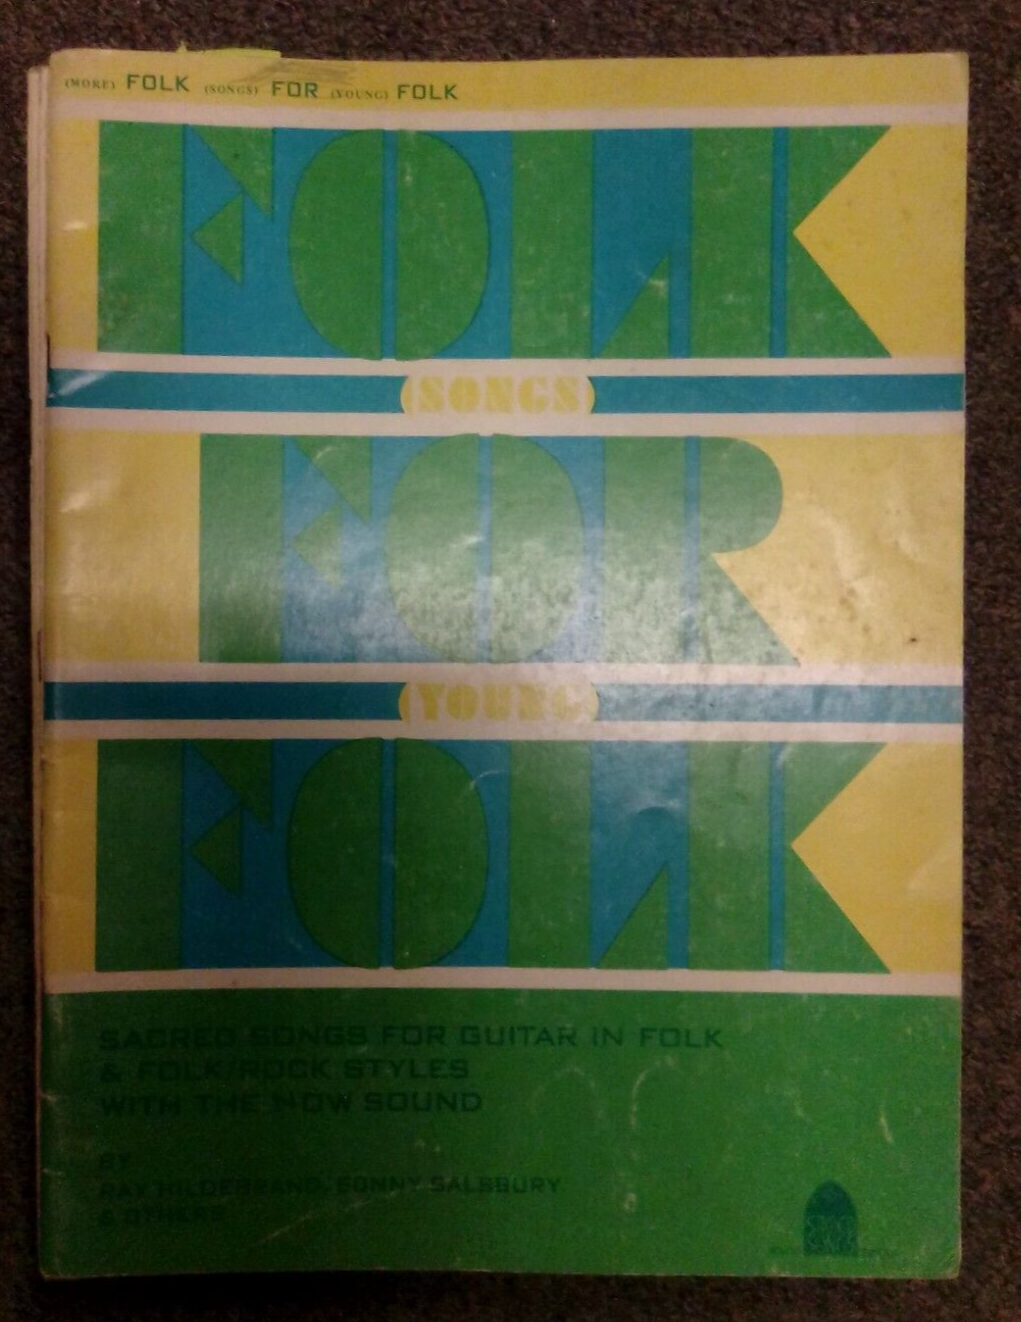 (MORE) FOLK (SONGS) FOR (YOUNG) FOLK
FOLK
(SONGS)
FOR
(YOUNG)
FOLK
SACRED SONGS FOR GUITAR IN FOLK
& FOLK/ROCK STYLES
WITH THE NOW SOUND
BY
RAY HILDEBRAND, SONNY SALSBURY
& OTHERS